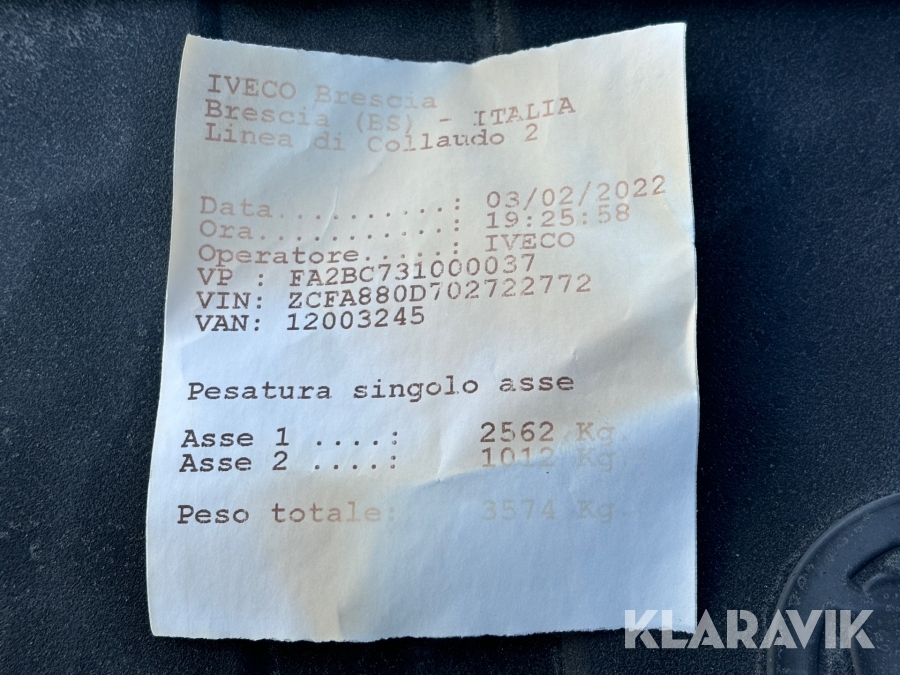 IVECO Brescia
Brescia (BS) - ITALIA
Linea di Collaudo 2
Data..........: 03/02/2022
Ora...........: 19:25:58
Operatore.....: IVECO
VP : FA2BC731000037
VIN: ZCFA880D702722772
VAN: 12003245
Pesatura singolo asse
Asse 1 ....: 2562 Kg
Asse 2 ....: 1012 Kg
Peso totale: 3574 Kg
KLARAVIK